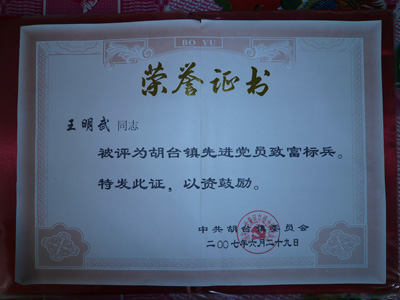 BO YU
荣誉证书
王明武 同志
被评为胡台镇先进党员致富标兵。
特发此证，以资鼓励。
中共胡台镇委员会
二〇〇七年六月二十九日